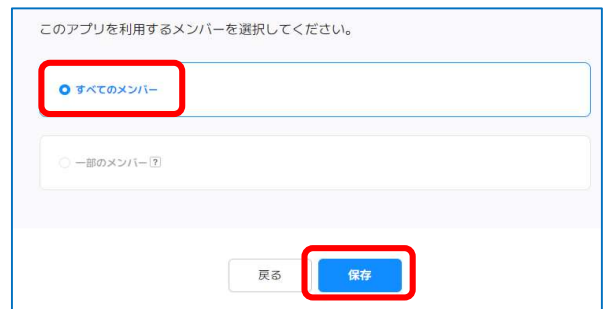 このアプリを利用するメンバーを選択してください。
すべてのメンバー
一部のメンバー ?
戻る
保存